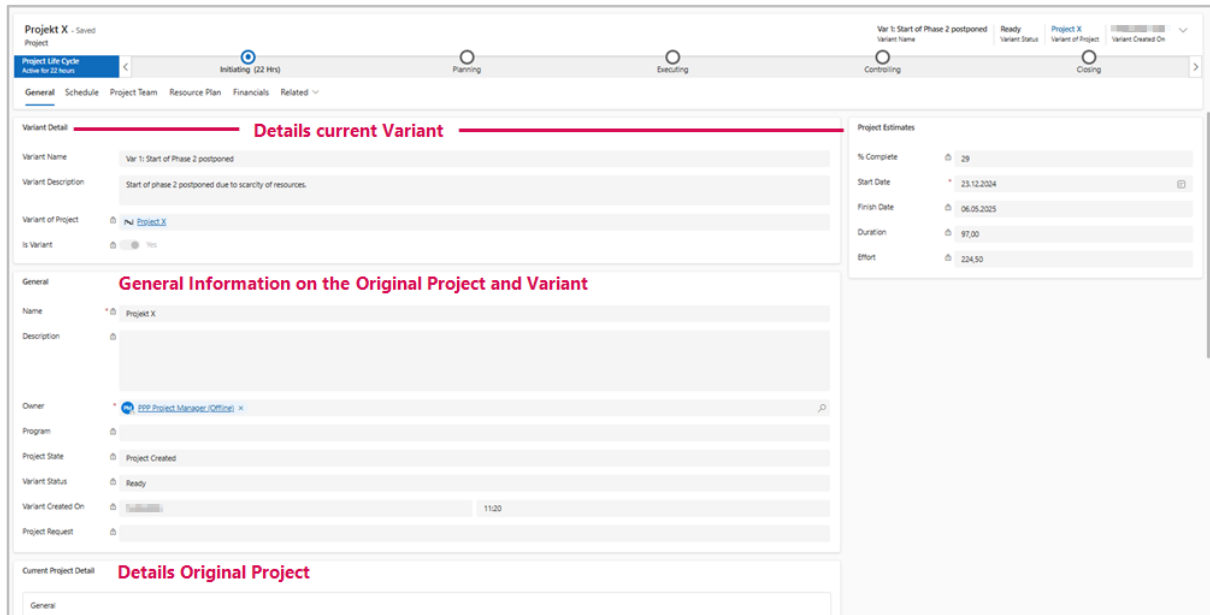 Projekt X - Saved
Project
Var 1: Start of Phase 2 postponed
Variant Name
Ready
Variant Status
Project X
Variant of Project
Variant Created On
Project Life Cycle
Active for 22 hours
Initiating (22 Hrs)
Planning
Executing
Controlling
Closing
General Schedule Project Team Resource Plan Financials Related
Variant Detail
Details current Variant
Variant Name
Var 1: Start of Phase 2 postponed
Variant Description
Start of phase 2 postponed due to scarcity of resources.
Variant of Project
Project X
Is Variant
Yes
Project Estimates
% Complete
29
Start Date
*
23.12.2024
Finish Date
06.05.2025
Duration
97,00
Effort
224,50
General
General Information on the Original Project and Variant
Name
*
Projekt X
Description
Owner
*
PPP Project Manager (Offline) ×
Program
Project State
Project Created
Variant Status
Ready
Variant Created On
11:20
Project Request
Current Project Detail
Details Original Project
General